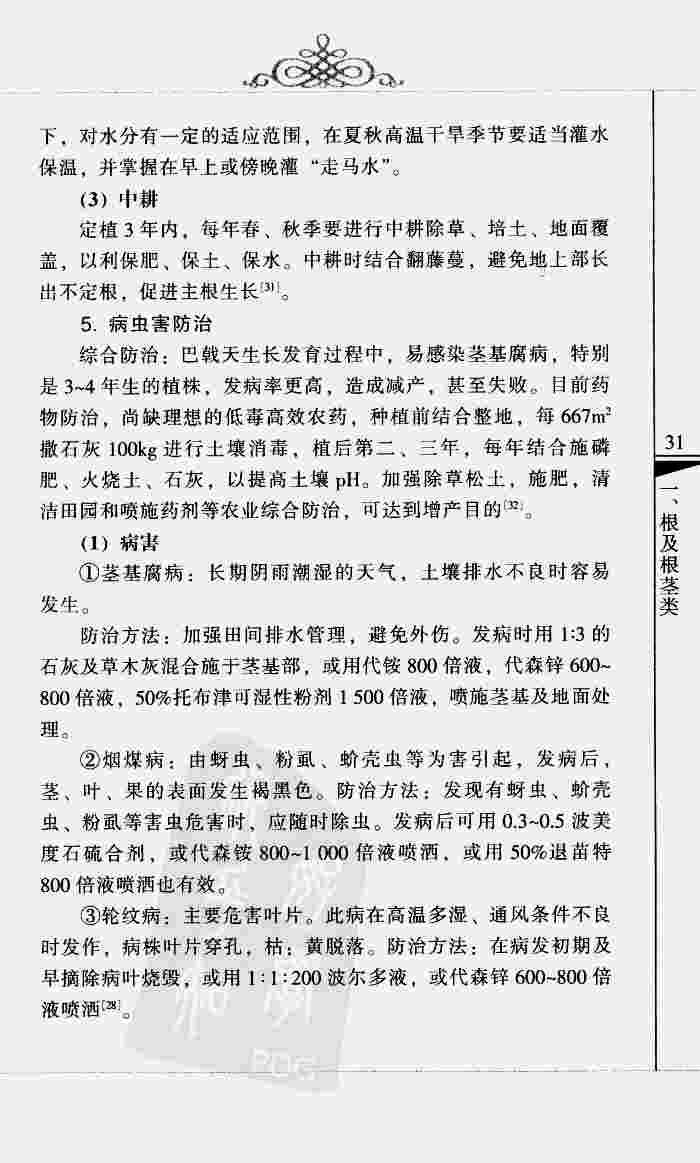 下，对水分有一定的适应范围，在夏秋高温干旱季节要适当灌水
保温，并掌握在早上或傍晚灌“走马水”。
(3) 中耕
定植 3 年内，每年春、秋季要进行中耕除草、培土、地面覆
盖，以利保肥、保土、保水。中耕时结合翻藤蔓，避免地上部长
出不定根，促进主根生长[31]。
5. 病虫害防治
综合防治：巴戟天生长发育过程中，易感染茎基腐病，特别
是 3~4 年生的植株，发病率更高，造成减产，甚至失败。目前药
物防治，尚缺理想的低毒高效农药，种植前结合整地，每 667m²
撒石灰 100kg 进行土壤消毒，植后第二、三年，每年结合施磷
肥、火烧土、石灰，以提高土壤 pH。加强除草松土，施肥，清
洁田园和喷施药剂等农业综合防治，可达到增产目的[32]。
(1) 病害
①茎基腐病：长期阴雨潮湿的天气，土壤排水不良时容易
发生。
防治方法：加强田间排水管理，避免外伤。发病时用 1:3 的
石灰及草木灰混合施于茎基部，或用代铵 800 倍液，代森锌 600~
800 倍液，50%托布津可湿性粉剂 1 500 倍液，喷施茎基及地面处
理。
②烟煤病：由蚜虫、粉虱、蚧壳虫等为害引起，发病后，
茎、叶、果的表面发生褐黑色。防治方法：发现有蚜虫、蚧壳
虫、粉虱等害虫危害时，应随时除虫。发病后可用 0.3~0.5 波美
度石硫合剂，或代森铵 800~1 000 倍液喷洒，或用 50%退苗特
800 倍液喷洒也有效。
③轮纹病：主要危害叶片。此病在高温多湿、通风条件不良
时发作，病株叶片穿孔，枯；黄脱落。防治方法：在病发初期及
早摘除病叶烧毁，或用 1∶1∶200 波尔多液，或代森锌 600~800 倍
液喷洒[28]。
31
一、根及根茎类
PDG